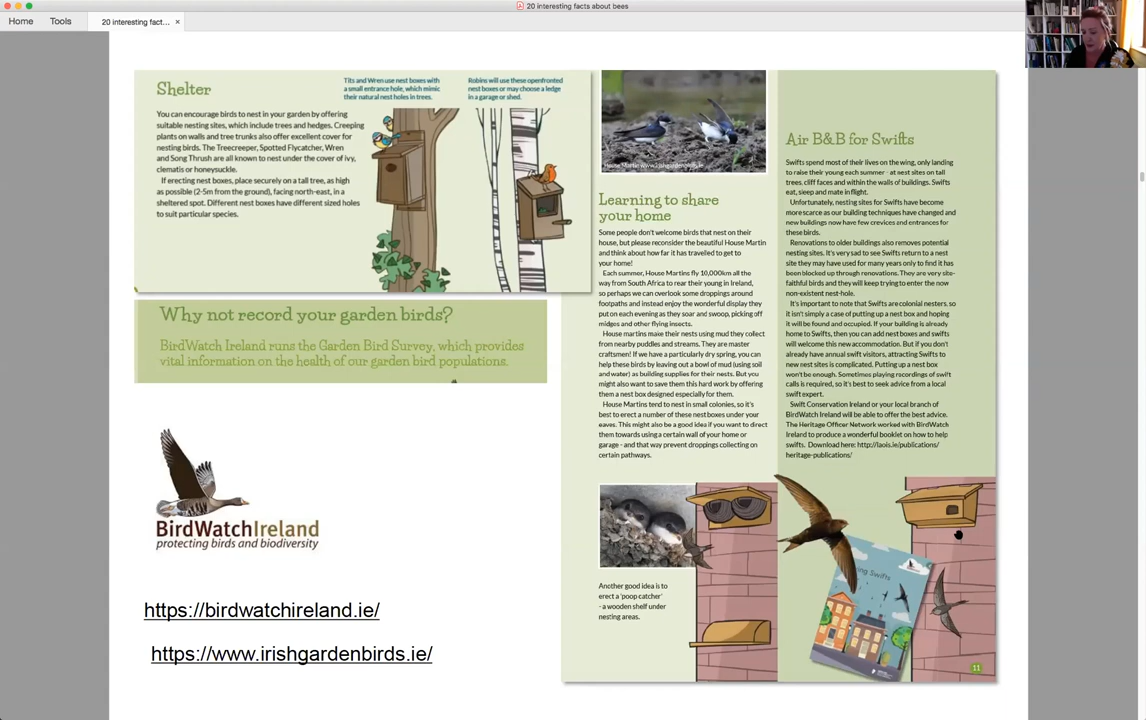 20 interesting facts about bees
Home
Tools
20 interesting fact...
×
Shelter
You can encourage birds to nest in your garden by offering
suitable nesting sites, which include trees and hedges. Creeping
plants on walls and tree trunks also offer excellent cover for
nesting birds. The Treecreeper, Spotted Flycatcher, Wren
and Song Thrush are all known to nest under the cover of ivy,
clematis or honeysuckle.
If erecting nest boxes, place securely on a tall tree, as high
as possible (2-5m from the ground), facing north-east, in a
sheltered spot. Different nest boxes have different sized holes
to suit particular species.
Tits and Wren use nest boxes with
a small entrance hole, which mimic
their natural nest holes in trees.
Robins will use these openfronted
nest boxes or may choose a ledge
in a garage or shed.
Why not record your garden birds?
BirdWatch Ireland runs the Garden Bird Survey, which provides
vital information on the health of our garden bird populations.
BirdWatchIreland
protecting birds and biodiversity
https://birdwatchireland.ie/
https://www.irishgardenbirds.ie/
House Martin www.irishgardenbirds.ie
Learning to share
your home
Some people don't welcome birds that nest on their
house, but please reconsider the beautiful House Martin
and think about how far it has travelled to get to
your home!
Each summer, House Martins fly 10,000km all the
way from South Africa to rear their young in Ireland,
so perhaps we can overlook some droppings around
footpaths and instead enjoy the wonderful display they
put on each evening as they soar and swoop, picking off
midges and other flying insects.
House martins make their nests using mud they collect
from nearby puddles and streams. They are master
craftsmen! If we have a particularly dry spring, you can
help these birds by leaving out a bowl of mud (using soil
and water) as building supplies for their nests. But you
might also want to save them this hard work by offering
them a nest box designed especially for them.
House Martins tend to nest in small colonies, so it's
best to erect a number of these nest boxes under your
eaves. This might also be a good idea if you want to direct
them towards using a certain wall of your home or
garage - and that way prevent droppings collecting on
certain pathways.
Another good idea is to
erect a 'poop catcher'
- a wooden shelf under
nesting areas.
Air B&B for Swifts
Swifts spend most of their lives on the wing, only landing
to raise their young each summer - at nest sites on tall
trees, cliff faces and within the walls of buildings. Swifts
eat, sleep and mate in flight.
Unfortunately, nesting sites for Swifts have become
more scarce as our building techniques have changed and
new buildings now have few crevices and entrances for
these birds.
Renovations to older buildings also removes potential
nesting sites. It's very sad to see Swifts return to a nest
site they may have used for many years only to find it has
been blocked up through renovations. They are very site-
faithful birds and they will keep trying to enter the now
non-existent nest-hole.
It's important to note that Swifts are colonial nesters, so
it isn't simply a case of putting up a nest box and hoping
it will be found and occupied. If your building is already
home to Swifts, then you can add nest boxes and swifts
will welcome this new accommodation. But if you don't
already have annual swift visitors, attracting Swifts to
new nest sites is complicated. Putting up a nest box
won't be enough. Sometimes playing recordings of swift
calls is required, so it's best to seek advice from a local
swift expert.
Swift Conservation Ireland or your local branch of
BirdWatch Ireland will be able to offer the best advice.
The Heritage Officer Network worked with BirdWatch
Ireland to produce a wonderful booklet on how to help
swifts. Download here: http://laois.ie/publications/
heritage-publications/
Swifts
11